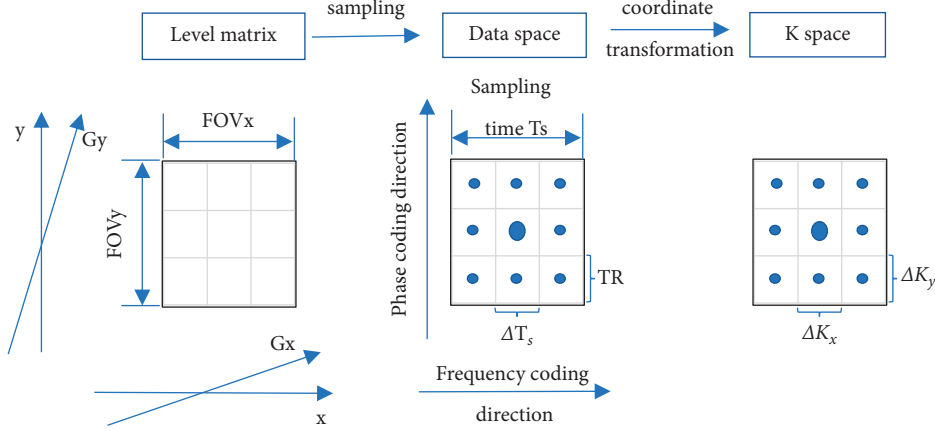 Level matrix
sampling
Data space
coordinate
transformation
K space
y
Gy
FOVx
FOVy
Gx
x
Phase coding direction
Sampling
time Ts
TR
ΔTₛ
Frequency coding
direction
ΔKᵧ
ΔKₓ